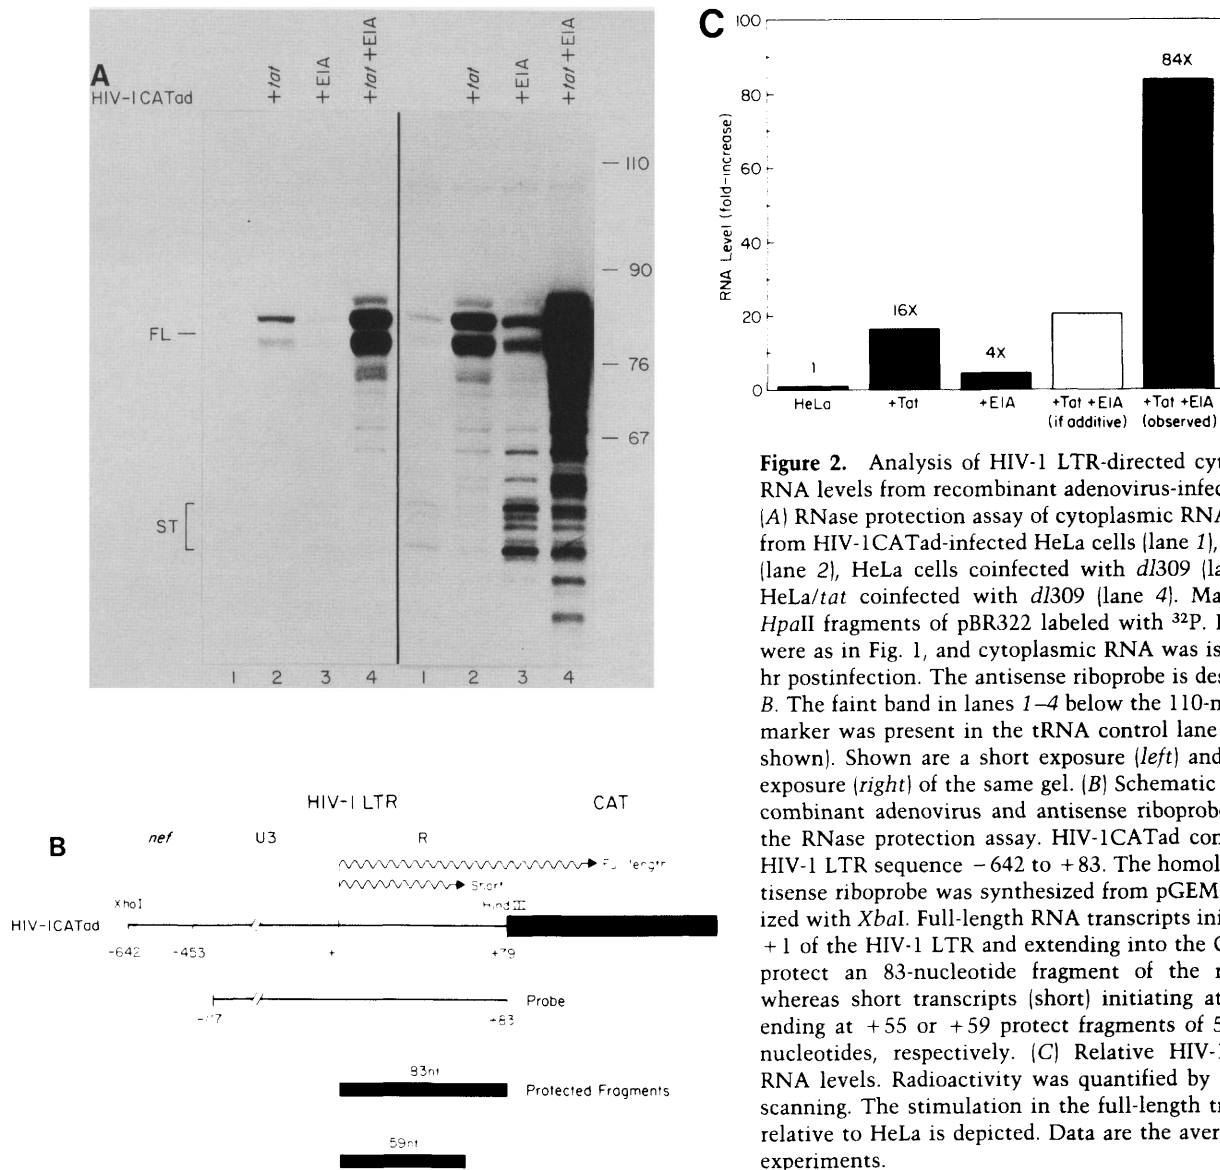 A
HIV-1CATad
+tat
+E1A
+tat +E1A
+tat
+E1A
+tat +E1A
110
90
FL
76
67
ST
1 2 3 4 1 2 3 4
C
RNA Level (fold-increase)
100
80
60
40
20
0
1
16X
4X
84X
HeLa
+Tat
+E1A
+Tat +E1A
(if additive)
+Tat +E1A
(observed)
B
HIV-1 LTR
CAT
nef
U3
R
Short
XhoI
HIV-1CATad
-642
-453
+
Probe
+83
83nt
Protected Fragments
59nt
Figure 2. Analysis of HIV-1 LTR-directed cyt
RNA levels from recombinant adenovirus-infec
(A) RNase protection assay of cytoplasmic RNA
from HIV-1CATad-infected HeLa cells (lane 1),
(lane 2), HeLa cells coinfected with dl309 (la
HeLa/tat coinfected with dl309 (lane 4). Ma
HpaII fragments of pBR322 labeled with ³²P. I
were as in Fig. 1, and cytoplasmic RNA was is
hr postinfection. The antisense riboprobe is des
B. The faint band in lanes 1–4 below the 110-n
marker was present in the tRNA control lane
shown). Shown are a short exposure (left) and
exposure (right) of the same gel. (B) Schematic
combinant adenovirus and antisense riboprobe
the RNase protection assay. HIV-1CATad con
HIV-1 LTR sequence −642 to +83. The homol
tisense riboprobe was synthesized from pGEM
ized with XbaI. Full-length RNA transcripts ini
+1 of the HIV-1 LTR and extending into the C
protect an 83-nucleotide fragment of the r
whereas short transcripts (short) initiating at
ending at +55 or +59 protect fragments of 5
nucleotides, respectively. (C) Relative HIV-1
RNA levels. Radioactivity was quantified by
scanning. The stimulation in the full-length tr
relative to HeLa is depicted. Data are the aver
experiments.